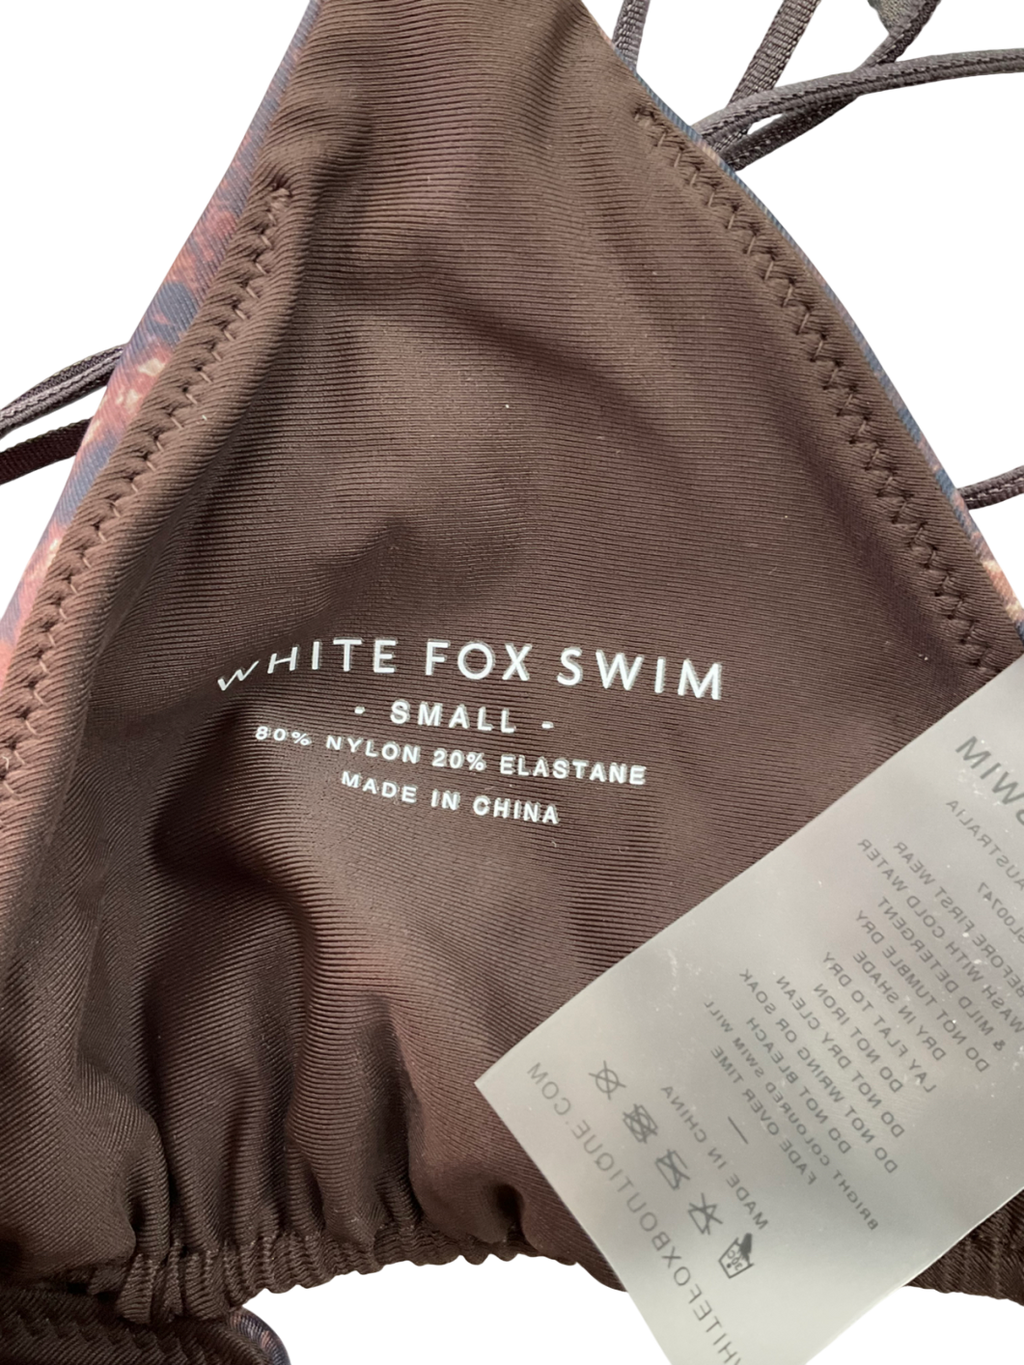 WHITE FOX SWIM
- SMALL -
80% NYLON 20% ELASTANE
MADE IN CHINA
SWIM
AUSTRALIA
SL00747
BEFORE FIRST WEAR
WASH WITH COLD WATER
& MILD DETERGENT
DO NOT TUMBLE DRY
DRY IN SHADE
LAY FLAT TO DRY
DO NOT IRON
DO NOT DRY CLEAN
DO NOT WRING OR SOAK
DO NOT BLEACH
BRIGHT COLOURED SWIM WILL
FADE OVER TIME
—
MADE IN CHINA
30C
WHITEFOXBOUTIQUE.COM